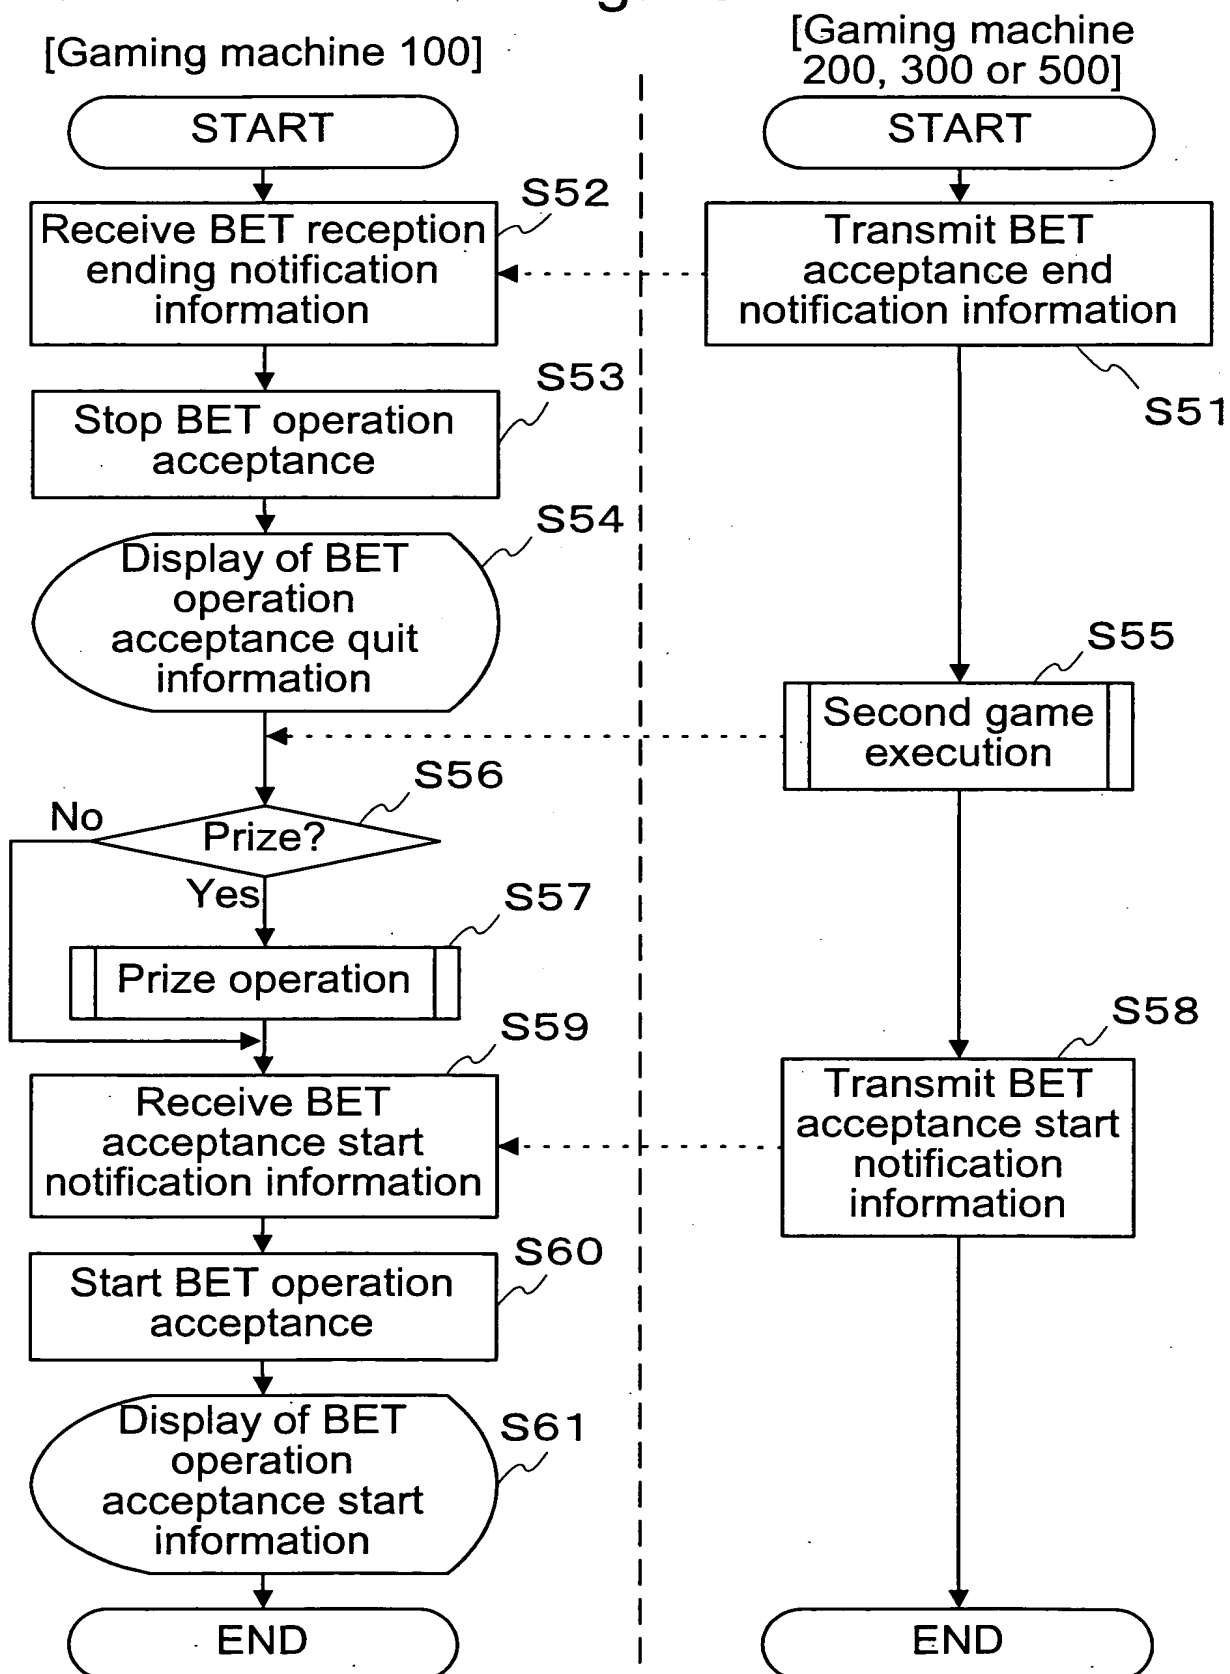 [Gaming machine 100]
START
S52
Receive BET reception
ending notification
information
S53
Stop BET operation
acceptance
S54
Display of BET
operation
acceptance quit
information
S56
No
Prize?
Yes
S57
Prize operation
S59
Receive BET
acceptance start
notification information
S60
Start BET operation
acceptance
S61
Display of BET
operation
acceptance start
information
END
[Gaming machine
200, 300 or 500]
START
Transmit BET
acceptance end
notification information
S51
S55
Second game
execution
S58
Transmit BET
acceptance start
notification
information
END